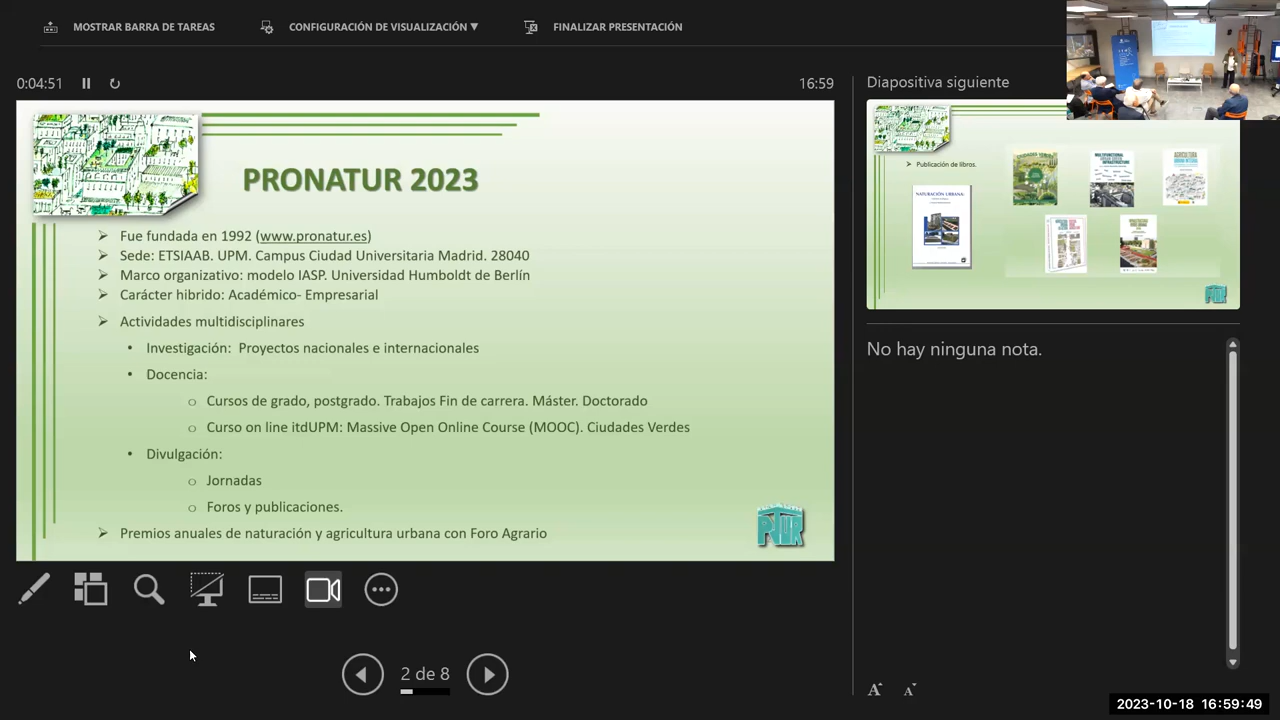 MOSTRAR BARRA DE TAREAS
CONFIGURACIÓN DE VISUALIZACIÓN ▼
FINALIZAR PRESENTACIÓN
0:04:51
16:59
PRONATUR 2023
Fue fundada en 1992 (www.pronatur.es)
Sede: ETSIAAB. UPM. Campus Ciudad Universitaria Madrid. 28040
Marco organizativo: modelo IASP. Universidad Humboldt de Berlín
Carácter hibrido: Académico- Empresarial
Actividades multidisciplinares
Investigación: Proyectos nacionales e internacionales
Docencia:
Cursos de grado, postgrado. Trabajos Fin de carrera. Máster. Doctorado
Curso on line itdUPM: Massive Open Online Course (MOOC). Ciudades Verdes
Divulgación:
Jornadas
Foros y publicaciones.
Premios anuales de naturación y agricultura urbana con Foro Agrario
2 de 8
Diapositiva siguiente
Publicación de libros.
NATURACIÓN URBANA:
No hay ninguna nota.
A A
2023-10-18 16:59:49